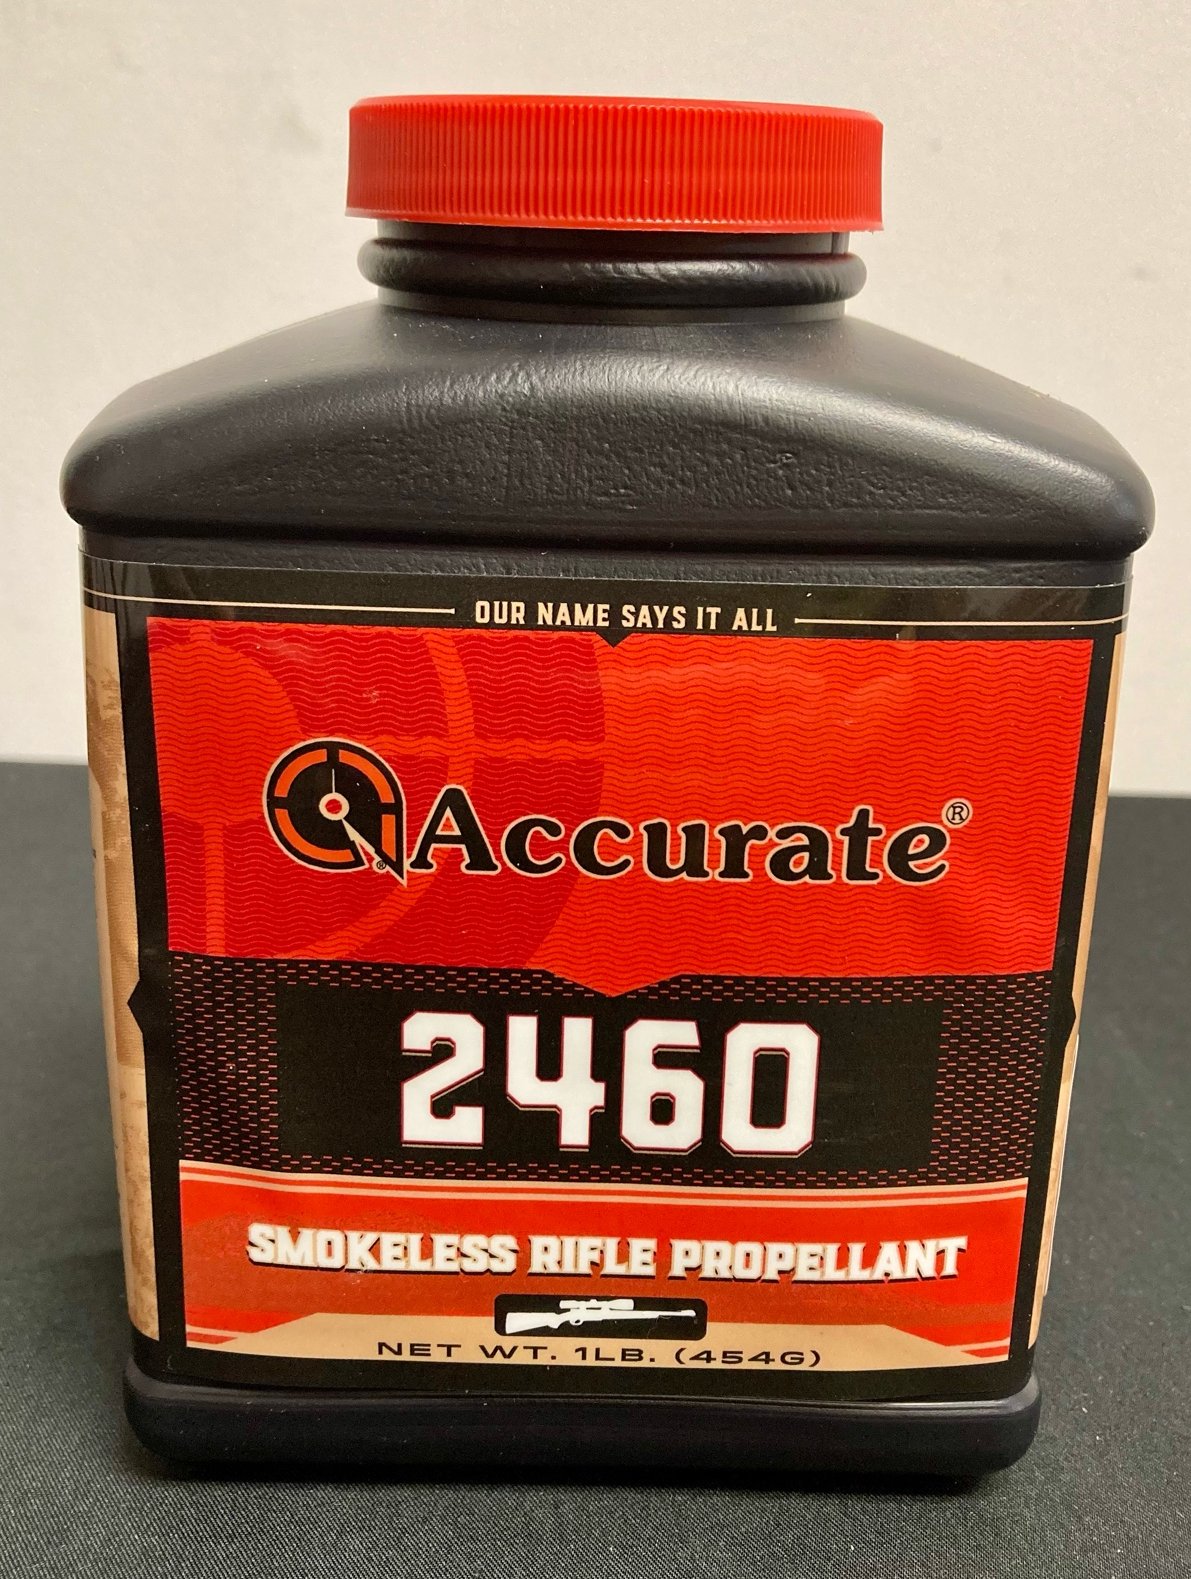 OUR NAME SAYS IT ALL
Accurate®
2460
SMOKELESS RIFLE PROPELLANT
NET WT. 1LB. (454G)